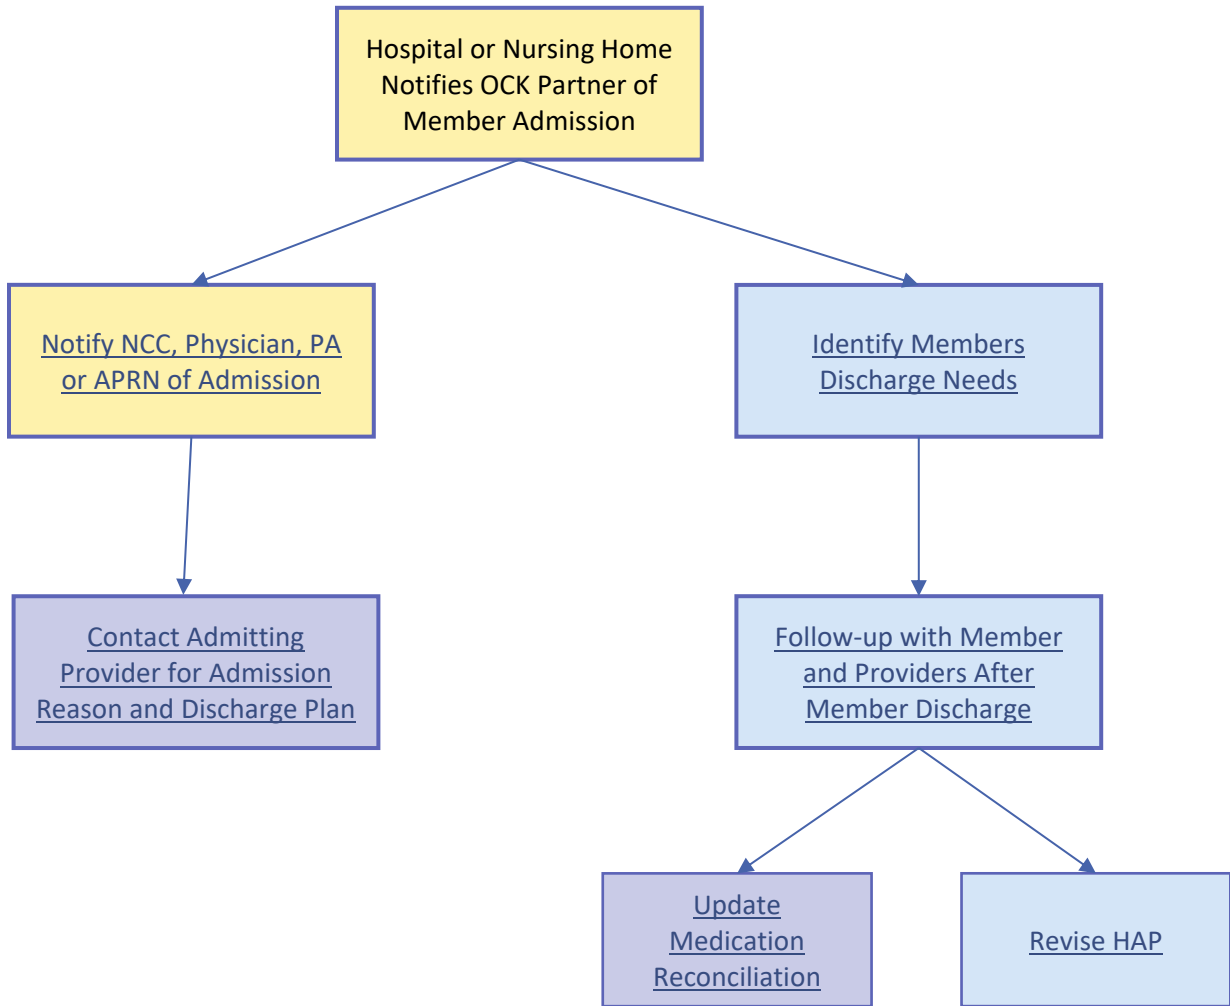 Hospital or Nursing Home
Notifies OCK Partner of
Member Admission
Notify NCC, Physician, PA
or APRN of Admission
Identify Members
Discharge Needs
Contact Admitting
Provider for Admission
Reason and Discharge Plan
Follow-up with Member
and Providers After
Member Discharge
Update
Medication
Reconciliation
Revise HAP